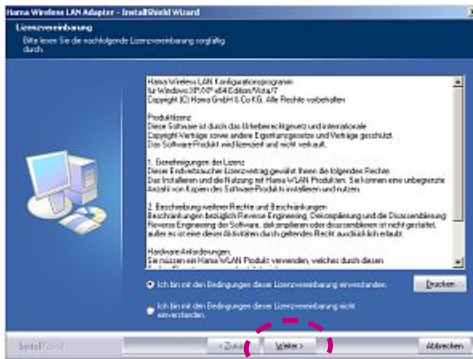 Hama Wireless LAN Adapter - InstallShield Wizard
Lizenzvereinbarung
Bitte lesen Sie die nachfolgende Lizenzvereinbarung sorgfältig
durch.
Hama Wireless LAN Konfigurationsprogramm
für Windows XP/XP-x64 Edition/Vista/7
Copyright (C) Hama GmbH & Co KG. Alle Rechte vorbehalten
Produktlizenz
Diese Software ist durch das Urheberrechtgesetz und internationale
Copyright-Verträge sowie andere Eigentumsgesetze und Verträge geschützt.
Das Software-Produkt wird lizenziert und nicht verkauft.
1. Genehmigungen der Lizenz
Dieser Endverbraucher Lizenzvertrag gewährt Ihnen die folgenden Rechte:
Das Installieren und die Nutzung mit Hama WLAN Produkten. Sie können eine unbegrenzte
Anzahl von Kopien des Software-Produkts installieren und nutzen.
2. Beschreibung weiterer Rechte und Beschränkungen
Beschränkungen bezüglich Reverse Engineering, Dekompilierung und die Disassemblierung:
Reverse Engineering der Software, dekompilieren oder disassemblieren ist nicht gestattet,
außer es ist eine dieser Aktivitäten durch geltendes Recht ausdrücklich erlaubt.
Hardware Anforderungen:
Sie müssen ein Hama WLAN Produkt verwenden, welches durch diesen
Ich bin mit den Bedingungen dieser Lizenzvereinbarung einverstanden.
Drucken
Ich bin mit den Bedingungen dieser Lizenzvereinbarung nicht
einverstanden.
InstallShield
< Zurück
Weiter >
Abbrechen